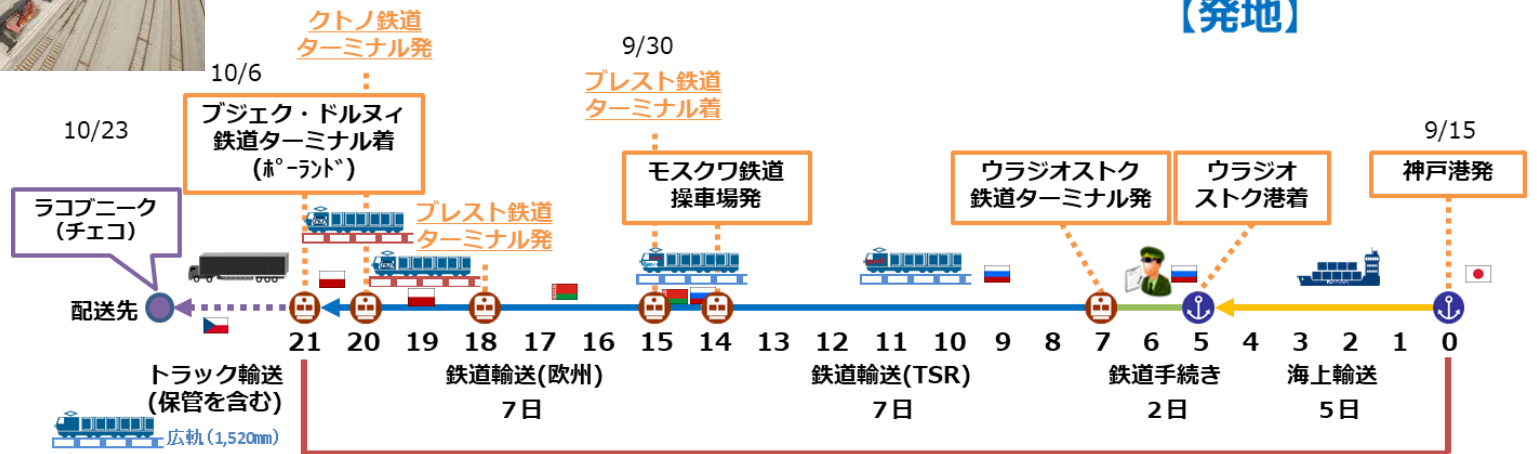 【発地】
クトノ鉄道
ターミナル発
9/30
ブレスト鉄道
ターミナル着
10/6
ブジェク・ドルヌィ
鉄道ターミナル着
(ﾎﾟｰﾗﾝﾄﾞ)
10/23
9/15
モスクワ鉄道
操車場発
ウラジオストク
鉄道ターミナル発
ウラジオ
ストク港着
神戸港発
ラコブニーク
(チェコ)
ブレスト鉄道
ターミナル発
配送先
21 20 19 18 17 16 15 14 13 12 11 10 9 8 7 6 5 4 3 2 1 0
トラック輸送
(保管を含む)
鉄道輸送(欧州)
7日
鉄道輸送(TSR)
7日
鉄道手続き
2日
海上輸送
5日
広軌(1,520㎜)